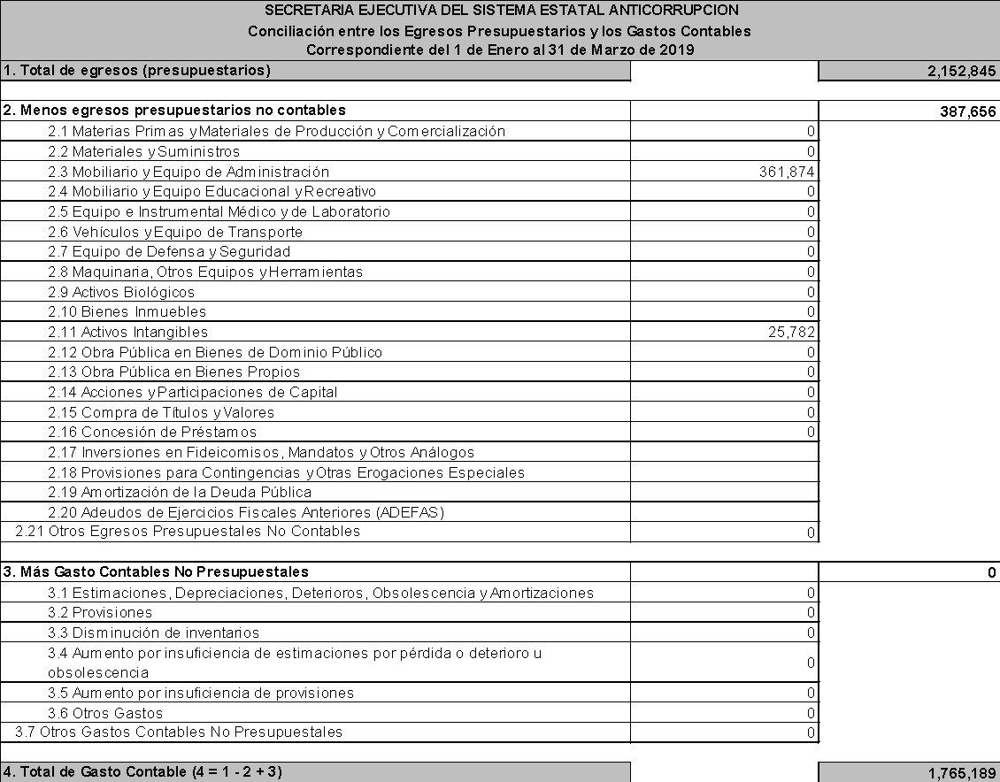 SECRETARIA EJECUTIVA DEL SISTEMA ESTATAL ANTICORRUPCION
Conciliación entre los Egresos Presupuestarios y los Gastos Contables
Correspondiente del 1 de Enero al 31 de Marzo de 2019
1. Total de egresos (presupuestarios) 2,152,845
2. Menos egresos presupuestarios no contables 387,656
2.1 Materias Primas y Materiales de Producción y Comercialización 0
2.2 Materiales y Suministros 0
2.3 Mobiliario y Equipo de Administración 361,874
2.4 Mobiliario y Equipo Educacional y Recreativo 0
2.5 Equipo e Instrumental Médico y de Laboratorio 0
2.6 Vehículos y Equipo de Transporte 0
2.7 Equipo de Defensa y Seguridad 0
2.8 Maquinaria, Otros Equipos y Herramientas 0
2.9 Activos Biológicos 0
2.10 Bienes Inmuebles 0
2.11 Activos Intangibles 25,782
2.12 Obra Pública en Bienes de Dominio Público 0
2.13 Obra Pública en Bienes Propios 0
2.14 Acciones y Participaciones de Capital 0
2.15 Compra de Títulos y Valores 0
2.16 Concesión de Préstamos 0
2.17 Inversiones en Fideicomisos, Mandatos y Otros Análogos
2.18 Provisiones para Contingencias y Otras Erogaciones Especiales
2.19 Amortización de la Deuda Pública
2.20 Adeudos de Ejercicios Fiscales Anteriores (ADEFAS)
2.21 Otros Egresos Presupuestales No Contables 0
3. Más Gasto Contables No Presupuestales 0
3.1 Estimaciones, Depreciaciones, Deterioros, Obsolescencia y Amortizaciones 0
3.2 Provisiones 0
3.3 Disminución de inventarios 0
3.4 Aumento por insuficiencia de estimaciones por pérdida o deterioro u
obsolescencia 0
3.5 Aumento por insuficiencia de provisiones 0
3.6 Otros Gastos 0
3.7 Otros Gastos Contables No Presupuestales 0
4. Total de Gasto Contable (4 = 1 - 2 + 3) 1,765,189